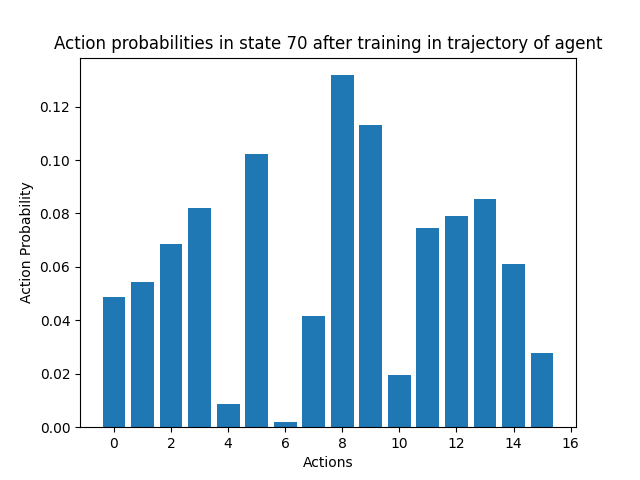 Action probabilities in state 70 after training in trajectory of agent
0.12
0.10
0.08
0.06
0.04
0.02
0.00
Action Probability
0 2 4 6 8 10 12 14 16
Actions